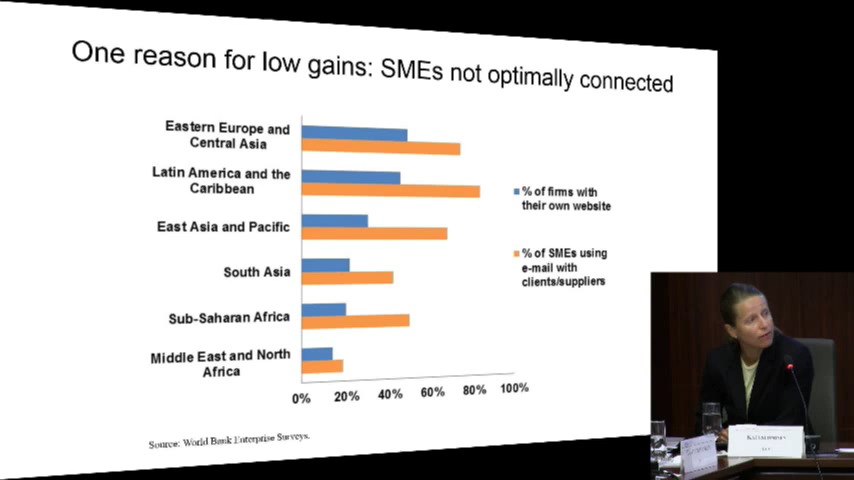 One reason for low gains: SMEs not optimally connected
Eastern Europe and
Central Asia
Latin America and the
Caribbean
East Asia and Pacific
South Asia
Sub-Saharan Africa
Middle East and North
Africa
0% 20% 40% 60% 80% 100%
% of firms with
their own website
% of SMEs using
e-mail with
clients/suppliers
Source: World Bank Enterprise Surveys.